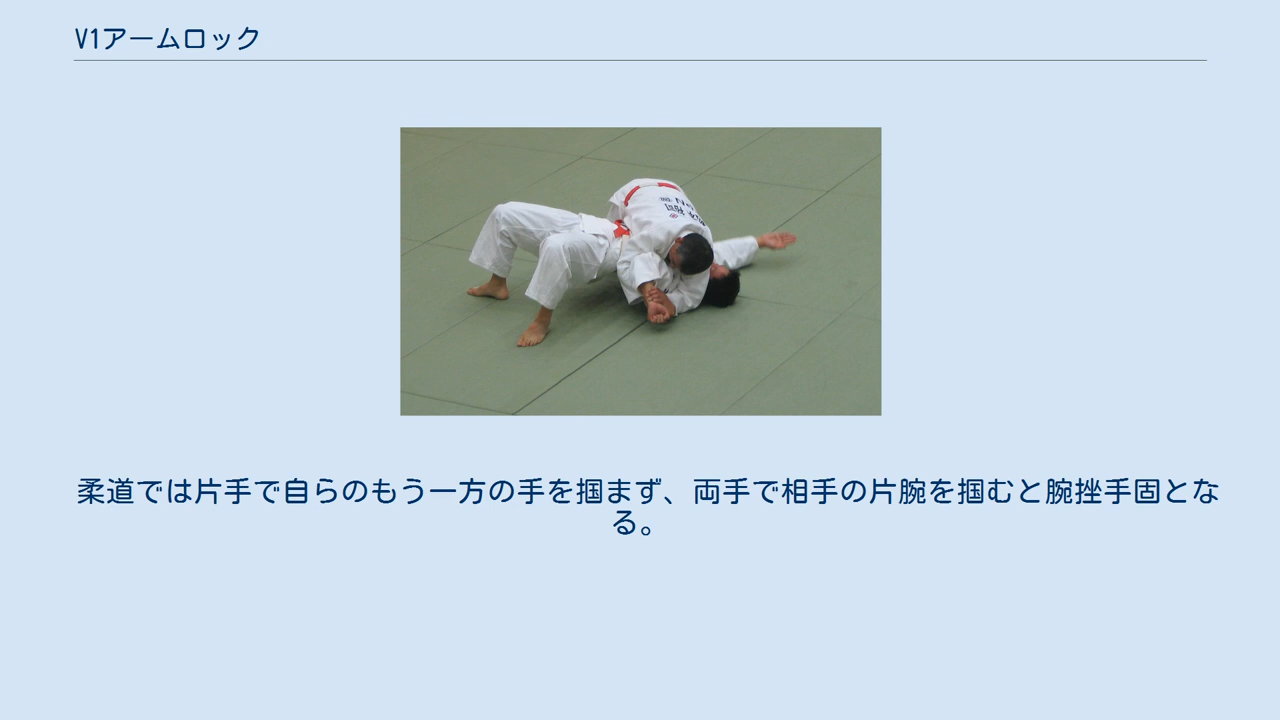 V1アームロック
柔道では片手で自らのもう一方の手を掴まず、両手で相手の片腕を掴むと腕挫手固とな
る。